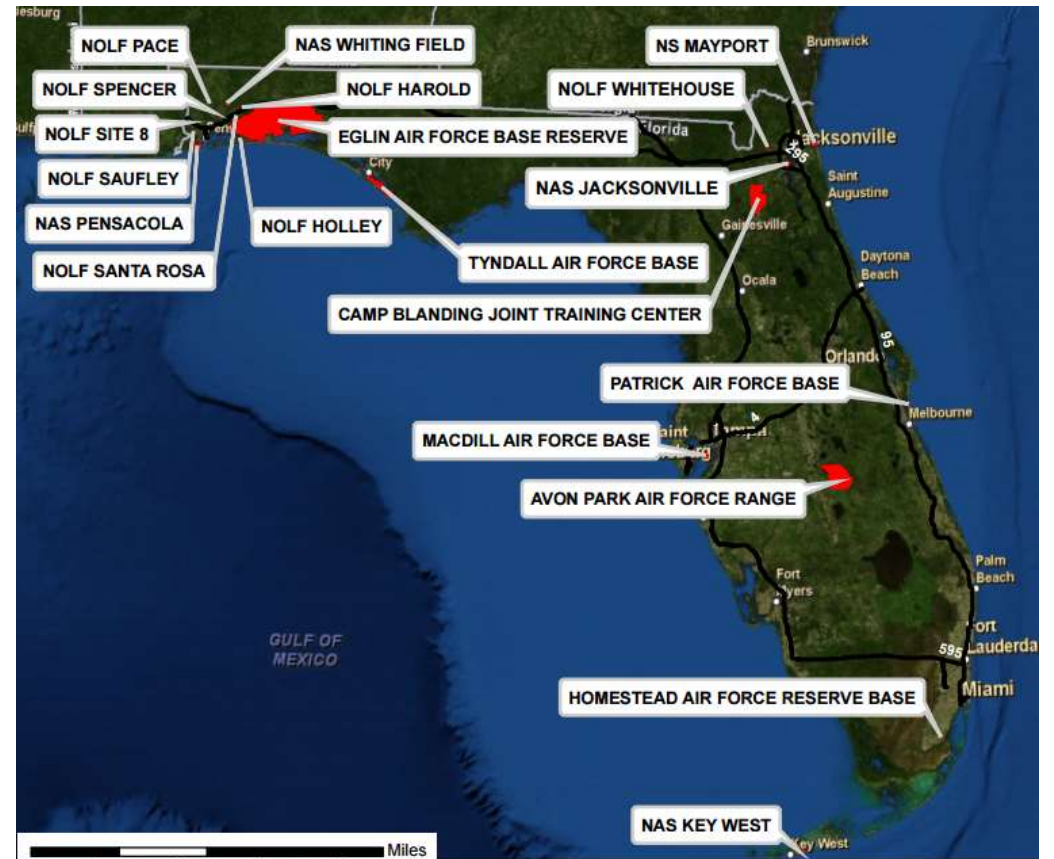 iesburg
NOLF PACE
NAS WHITING FIELD
NS MAYPORT
Brunswick
NOLF SPENCER
NOLF HAROLD
NOLF WHITEHOUSE
NOLF SITE 8
EGLIN AIR FORCE BASE RESERVE
Florida
acksonville
295
NOLF SAUFLEY
City
NAS JACKSONVILLE
Saint
Augustine
NAS PENSACOLA
NOLF HOLLEY
Gainesville
NOLF SANTA ROSA
TYNDALL AIR FORCE BASE
Daytona
Beach
Ocala
CAMP BLANDING JOINT TRAINING CENTER
95
Orlando
PATRICK AIR FORCE BASE
Melbourne
4
MACDILL AIR FORCE BASE
aint
Tampa
AVON PARK AIR FORCE RANGE
Palm
Beach
Fort
Myers
GULF OF
MEXICO
ort
Lauderda
595
Miami
HOMESTEAD AIR FORCE RESERVE BASE
NAS KEY WEST
Key West
Miles